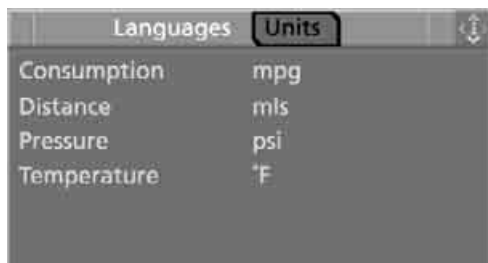 Languages Units
Consumption mpg
Distance mls
Pressure psi
Temperature °F